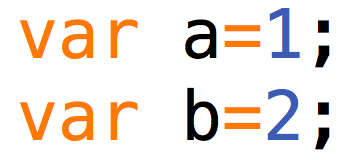 var a=1;
var b=2;